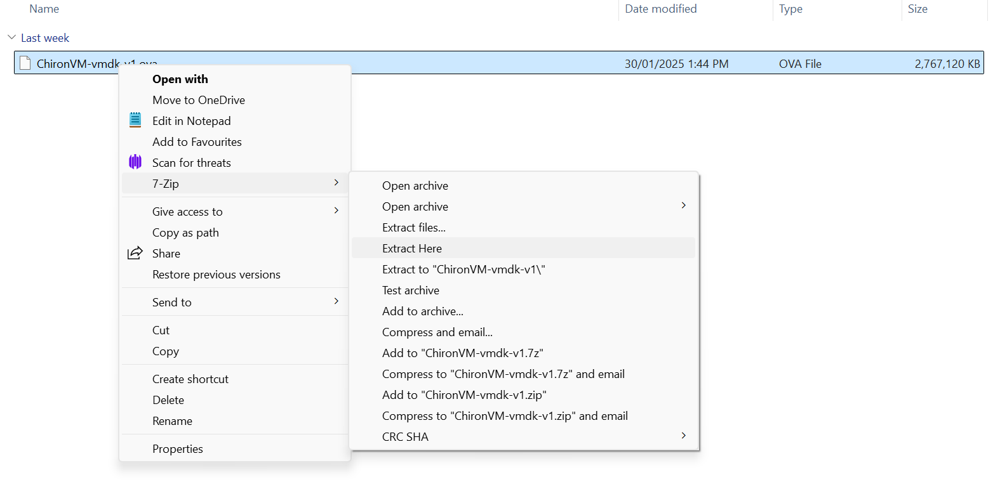 Name Date modified Type Size
Last week
ChironVM-vmdk-v1.ova 30/01/2025 1:44 PM OVA File 2,767,120 KB
Open with
Move to OneDrive
Edit in Notepad
Add to Favourites
Scan for threats
7-Zip
Give access to
Copy as path
Share
Restore previous versions
Send to
Cut
Copy
Create shortcut
Delete
Rename
Properties
Open archive
Open archive
Extract files...
Extract Here
Extract to "ChironVM-vmdk-v1\"
Test archive
Add to archive...
Compress and email...
Add to "ChironVM-vmdk-v1.7z"
Compress to "ChironVM-vmdk-v1.7z" and email
Add to "ChironVM-vmdk-v1.zip"
Compress to "ChironVM-vmdk-v1.zip" and email
CRC SHA